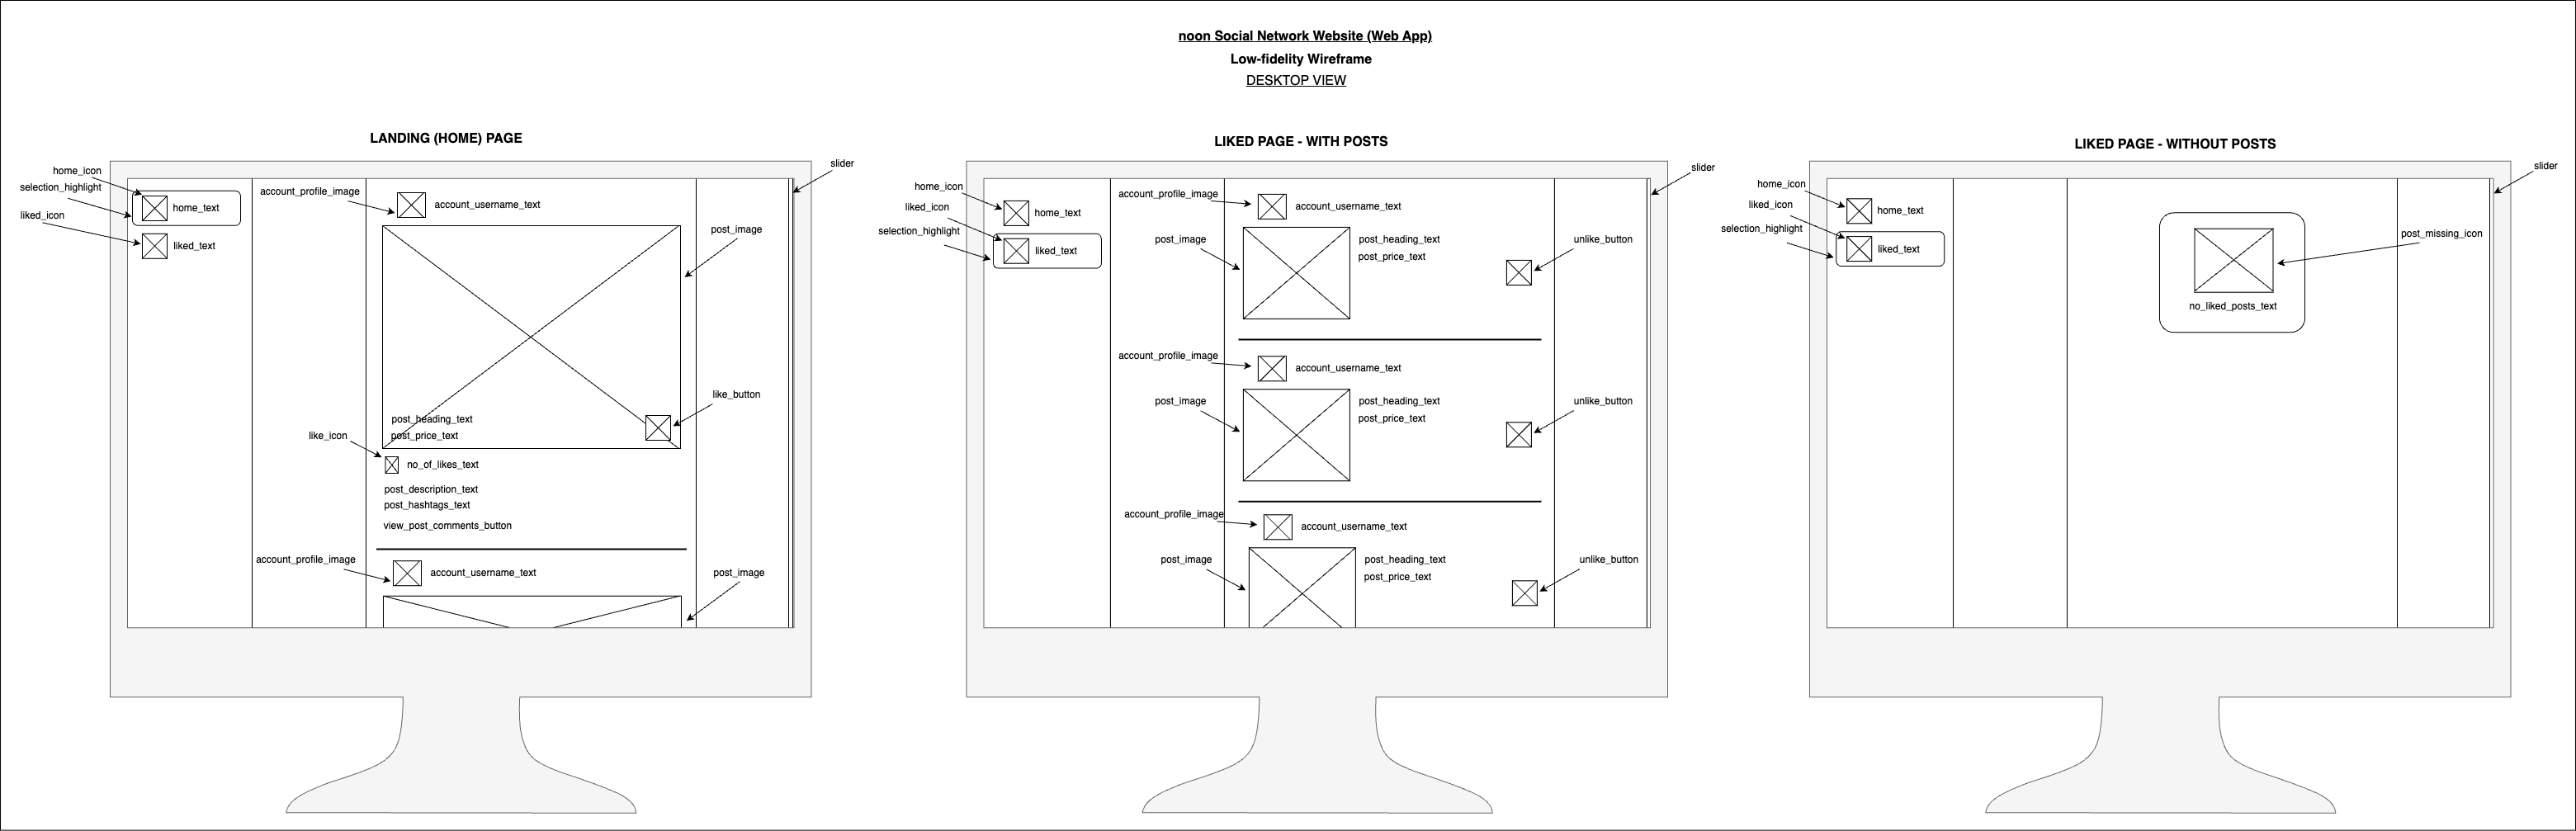 noon Social Network Website (Web App)
Low-fidelity Wireframe
DESKTOP VIEW
LANDING (HOME) PAGE
slider
home_icon
selection_highlight
liked_icon
home_text
liked_text
account_profile_image
account_username_text
post_image
like_button
post_heading_text
post_price_text
like_icon
no_of_likes_text
post_description_text
post_hashtags_text
view_post_comments_button
account_profile_image
account_username_text
post_image
LIKED PAGE - WITH POSTS
slider
home_icon
liked_icon
selection_highlight
home_text
liked_text
account_profile_image
account_username_text
post_image
post_heading_text
post_price_text
unlike_button
account_profile_image
account_username_text
post_image
post_heading_text
post_price_text
unlike_button
account_profile_image
account_username_text
post_image
post_heading_text
post_price_text
unlike_button
LIKED PAGE - WITHOUT POSTS
slider
home_icon
liked_icon
selection_highlight
home_text
liked_text
post_missing_icon
no_liked_posts_text